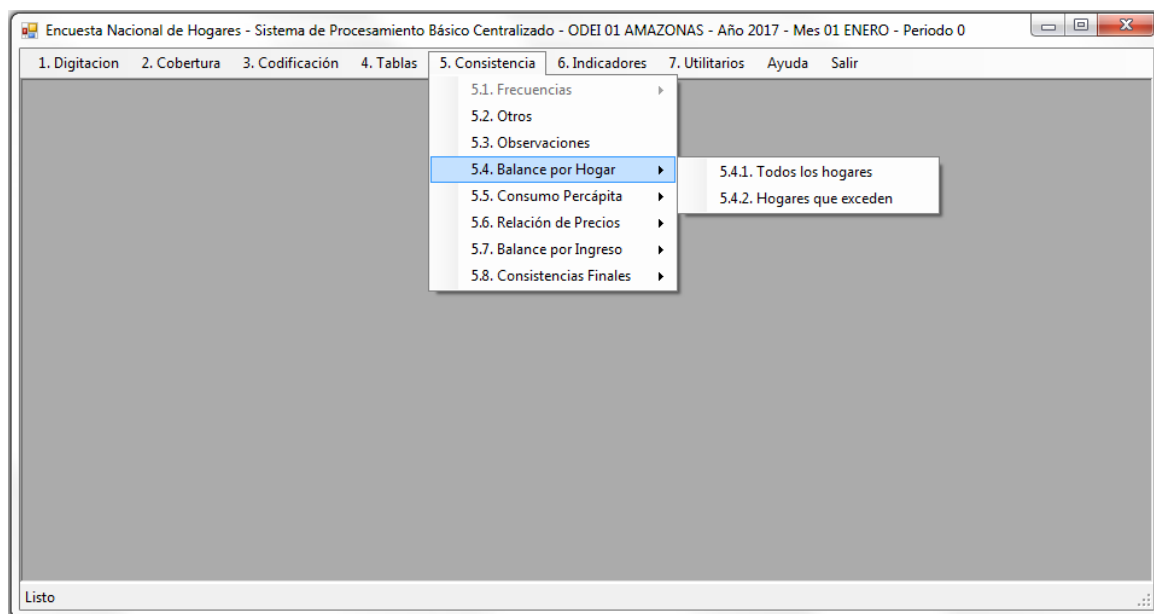 Encuesta Nacional de Hogares - Sistema de Procesamiento Básico Centralizado - ODEI 01 AMAZONAS - Año 2017 - Mes 01 ENERO - Periodo 0
1. Digitacion 2. Cobertura 3. Codificación 4. Tablas 5. Consistencia 6. Indicadores 7. Utilitarios Ayuda Salir
5.1. Frecuencias
5.2. Otros
5.3. Observaciones
5.4. Balance por Hogar
5.5. Consumo Percápita
5.6. Relación de Precios
5.7. Balance por Ingreso
5.8. Consistencias Finales
5.4.1. Todos los hogares
5.4.2. Hogares que exceden
Listo